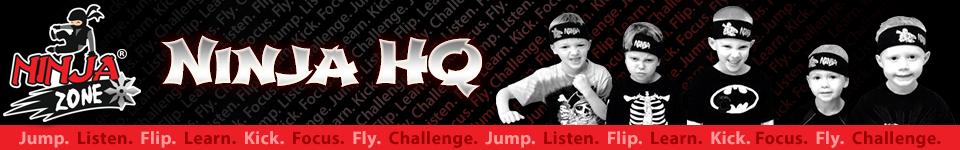 NINJA®
ZONE
NINJA HQ
Jump. Listen. Flip. Learn. Kick. Focus. Fly. Challenge. Jump. Listen. Flip. Learn. Kick. Focus. Fly. Challenge.